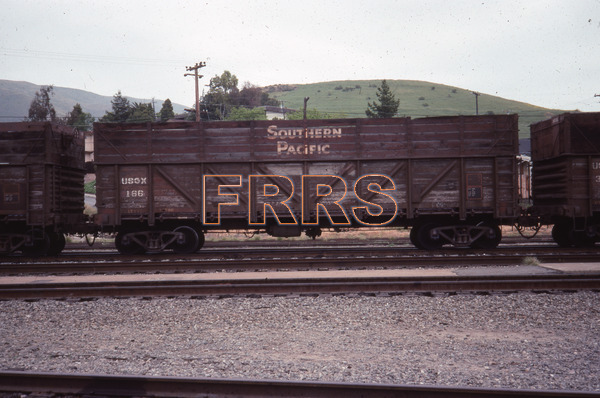 SOUTHERN
PACIFIC
USOX
166
FRRS